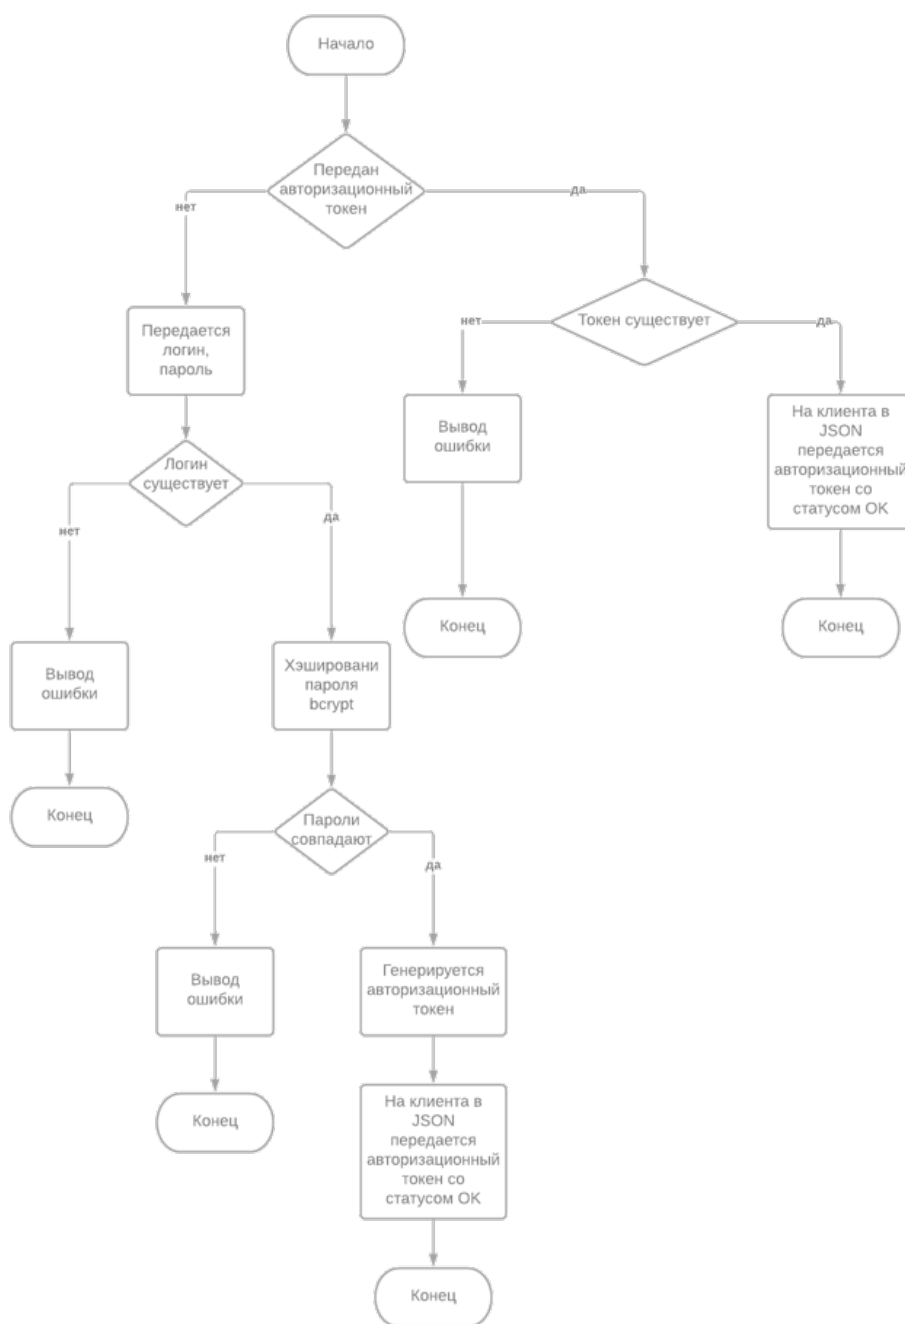 Начало
Передан
авторизационный
токен
нет
да
Токен существует
нет
да
Передается
логин,
пароль
Вывод
ошибки
На клиента в
JSON
передается
авторизационный
токен со
статусом OK
Логин
существует
нет
да
Конец
Конец
Вывод
ошибки
Хэшировани
пароля
bcrypt
Конец
Пароли
совпадают
нет
да
Вывод
ошибки
Генерируется
авторизационный
токен
Конец
На клиента в
JSON
передается
авторизационный
токен со
статусом OK
Конец